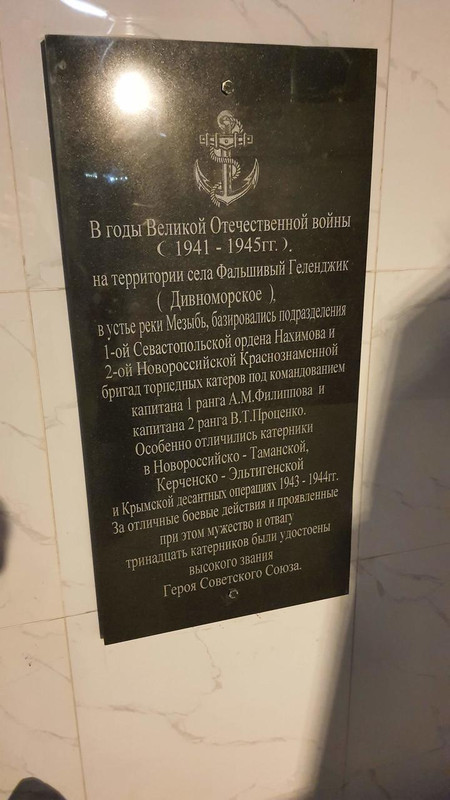 В годы Великой Отечественной войны
( 1941 - 1945гг. ).
на территории села Фальшивый Геленджик
( Дивноморское ),
в устье реки Мезыбь, базировались подразделения
1-ой Севастопольской ордена Нахимова и
2-ой Новороссийской Краснознаменной
бригад торпедных катеров под командованием
капитана 1 ранга А.М.Филиппова и
капитана 2 ранга В.Т.Проценко.
Особенно отличились катерники
в Новороссийско - Таманской,
Керченско - Эльтигенской
и Крымской десантных операциях 1943 - 1944гг.
За отличные боевые действия и проявленные
при этом мужество и отвагу
тринадцать катерников были удостоены
высокого звания
Героя Советского Союза.